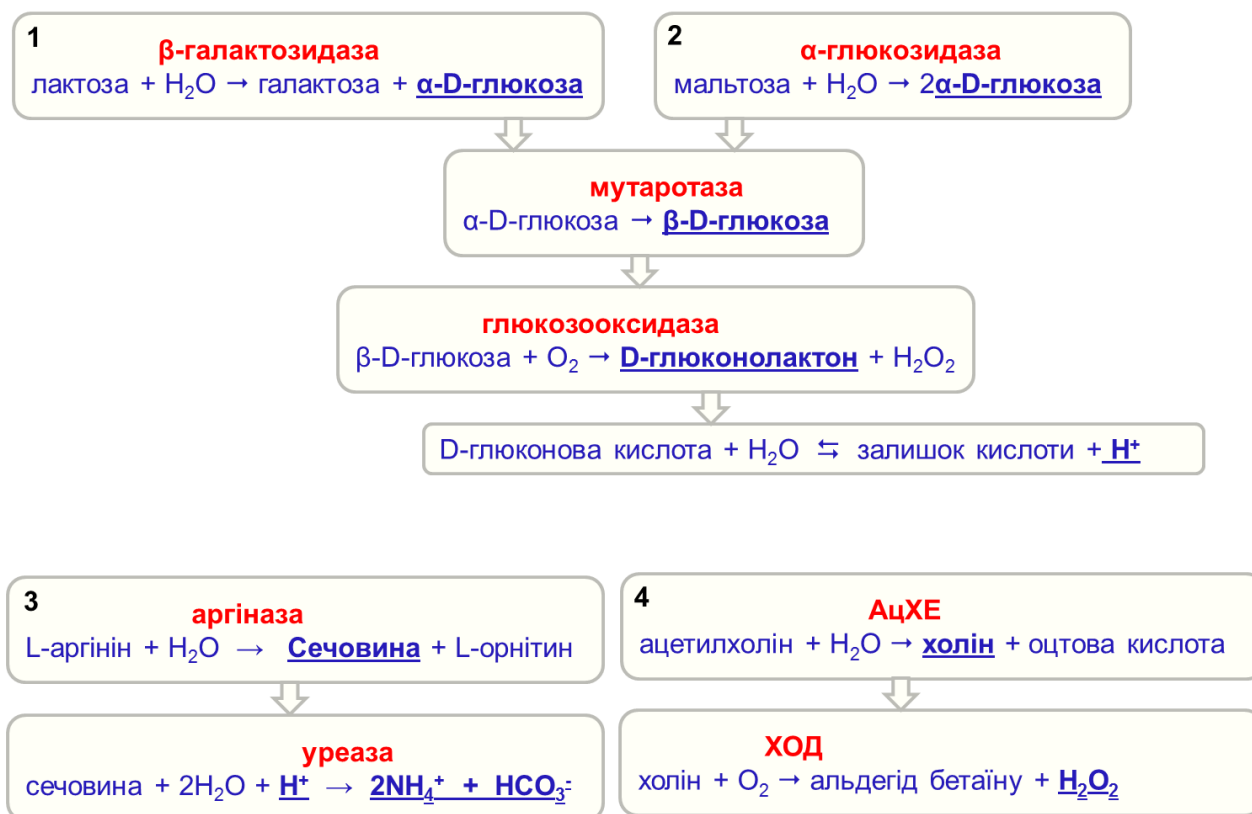 1
β-галактозидаза
лактоза + H₂O → галактоза + α-D-глюкоза
2
α-глюкозидаза
мальтоза + H₂O → 2α-D-глюкоза
мутаротаза
α-D-глюкоза → β-D-глюкоза
глюкозооксидаза
β-D-глюкоза + O₂ → D-глюконолактон + H₂O₂
D-глюконова кислота + H₂O ⇆ залишок кислоти + H⁺
3
аргіназа
L-аргінін + H₂O → Сечовина + L-орнітин
уреаза
сечовина + 2H₂O + H⁺ → 2NH₄⁺ + HCO₃⁻
4
АцХЕ
ацетилхолін + H₂O → холін + оцтова кислота
ХОД
холін + O₂ → альдегід бетаїну + H₂O₂